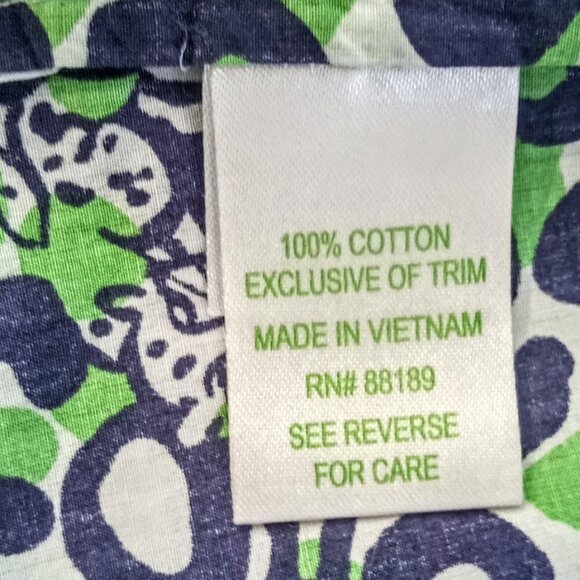 100% COTTON
EXCLUSIVE OF TRIM
MADE IN VIETNAM
RN# 88189
SEE REVERSE
FOR CARE